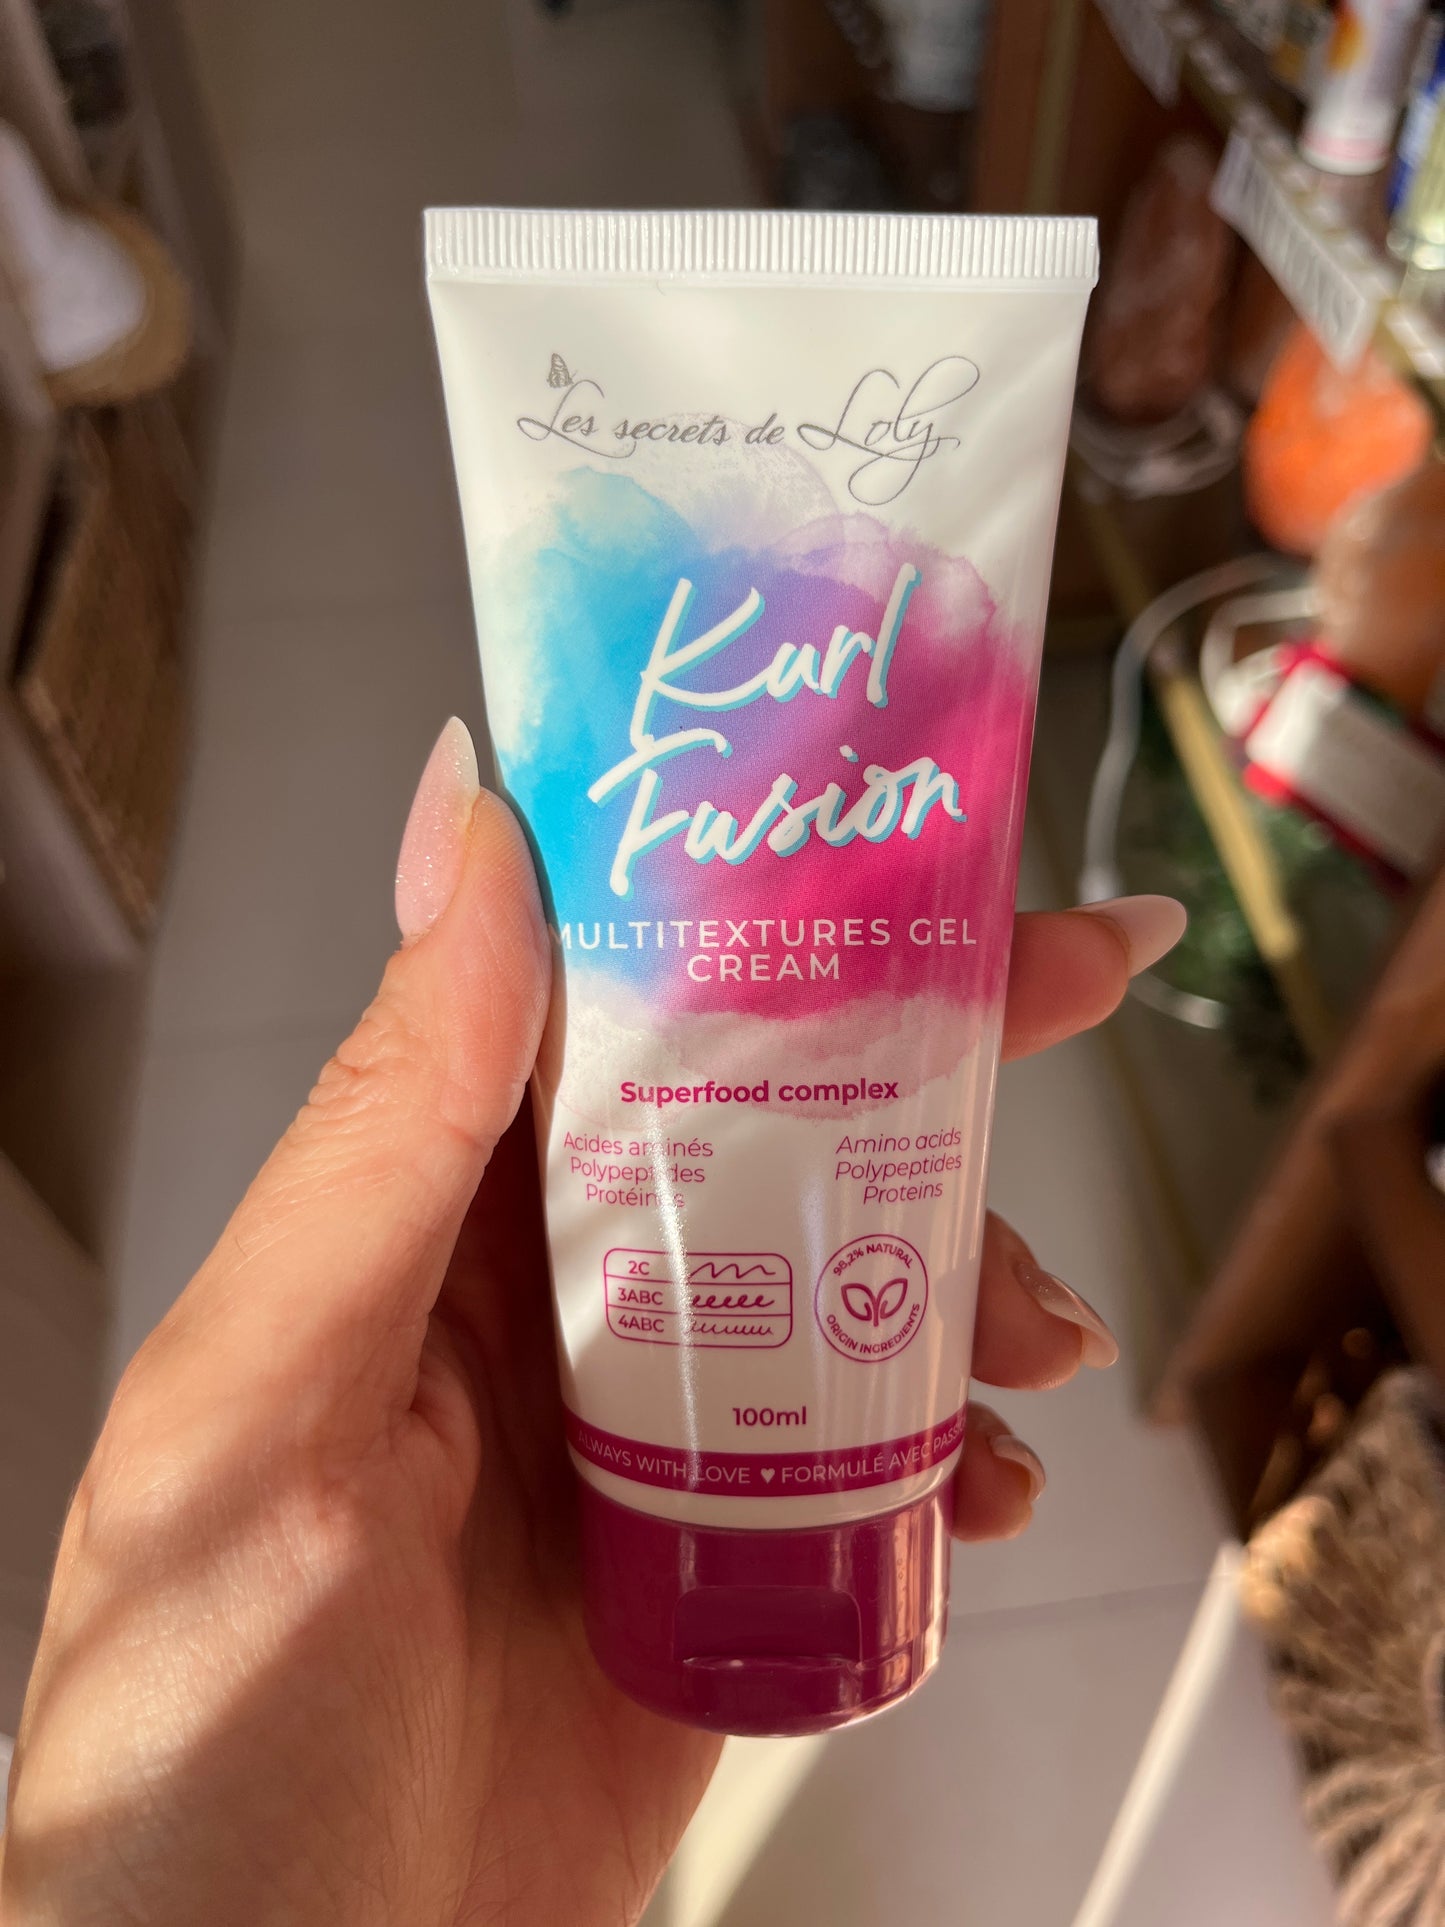 Les secrets de Loly
Kurl
Fusion
MULTITEXTURES GEL
CREAM
Superfood complex
Acides aminés
Polypeptides
Protéines
Amino acids
Polypeptides
Proteins
2C
3ABC
4ABC
98,2% NATURAL
ORIGIN INGREDIENTS
100ml
ALWAYS WITH LOVE ♥ FORMULÉ AVEC